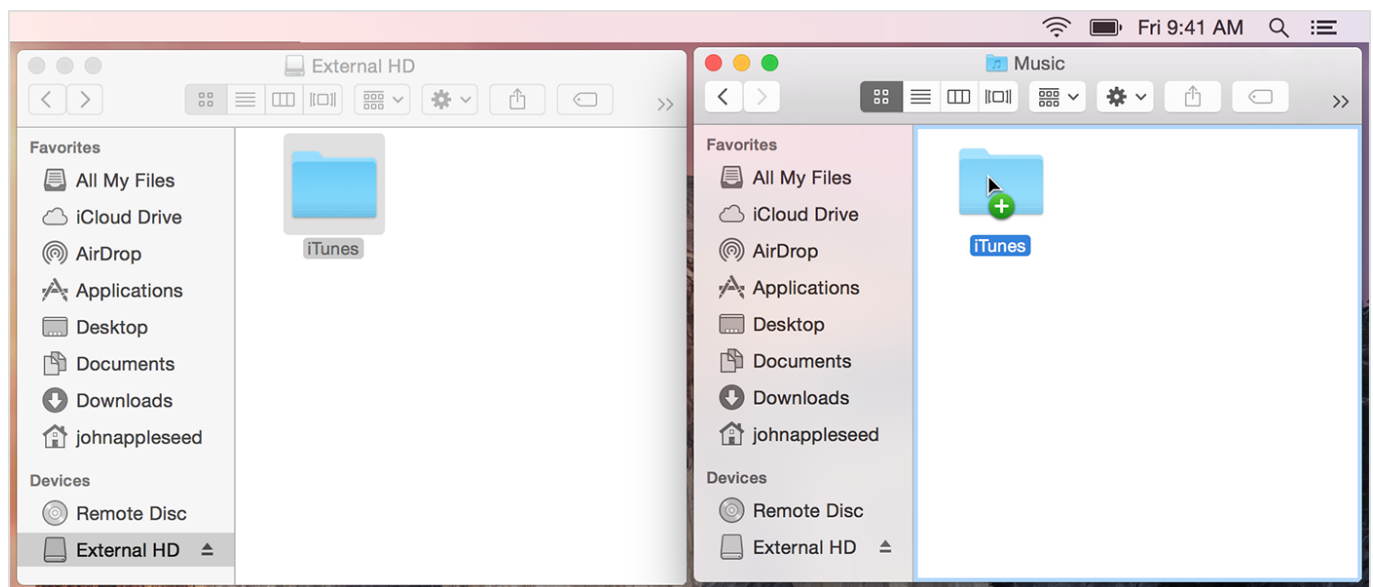 Fri 9:41 AM
External HD
Favorites
All My Files
iCloud Drive
AirDrop
Applications
Desktop
Documents
Downloads
johnappleseed
Devices
Remote Disc
External HD
iTunes
Music
Favorites
All My Files
iCloud Drive
AirDrop
Applications
Desktop
Documents
Downloads
johnappleseed
Devices
Remote Disc
External HD
iTunes